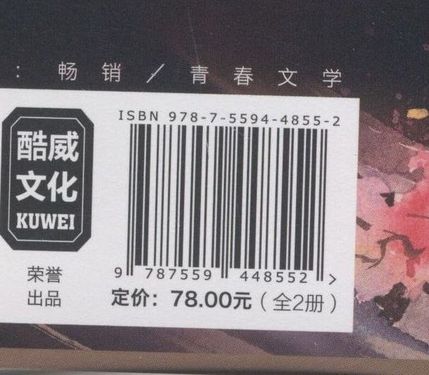 ：畅销／青春文学
ISBN 978-7-5594-4855-2
酷威
文化
KUWEI
荣誉
出品
9 787559 448552 >
定价：78.00元（全2册）